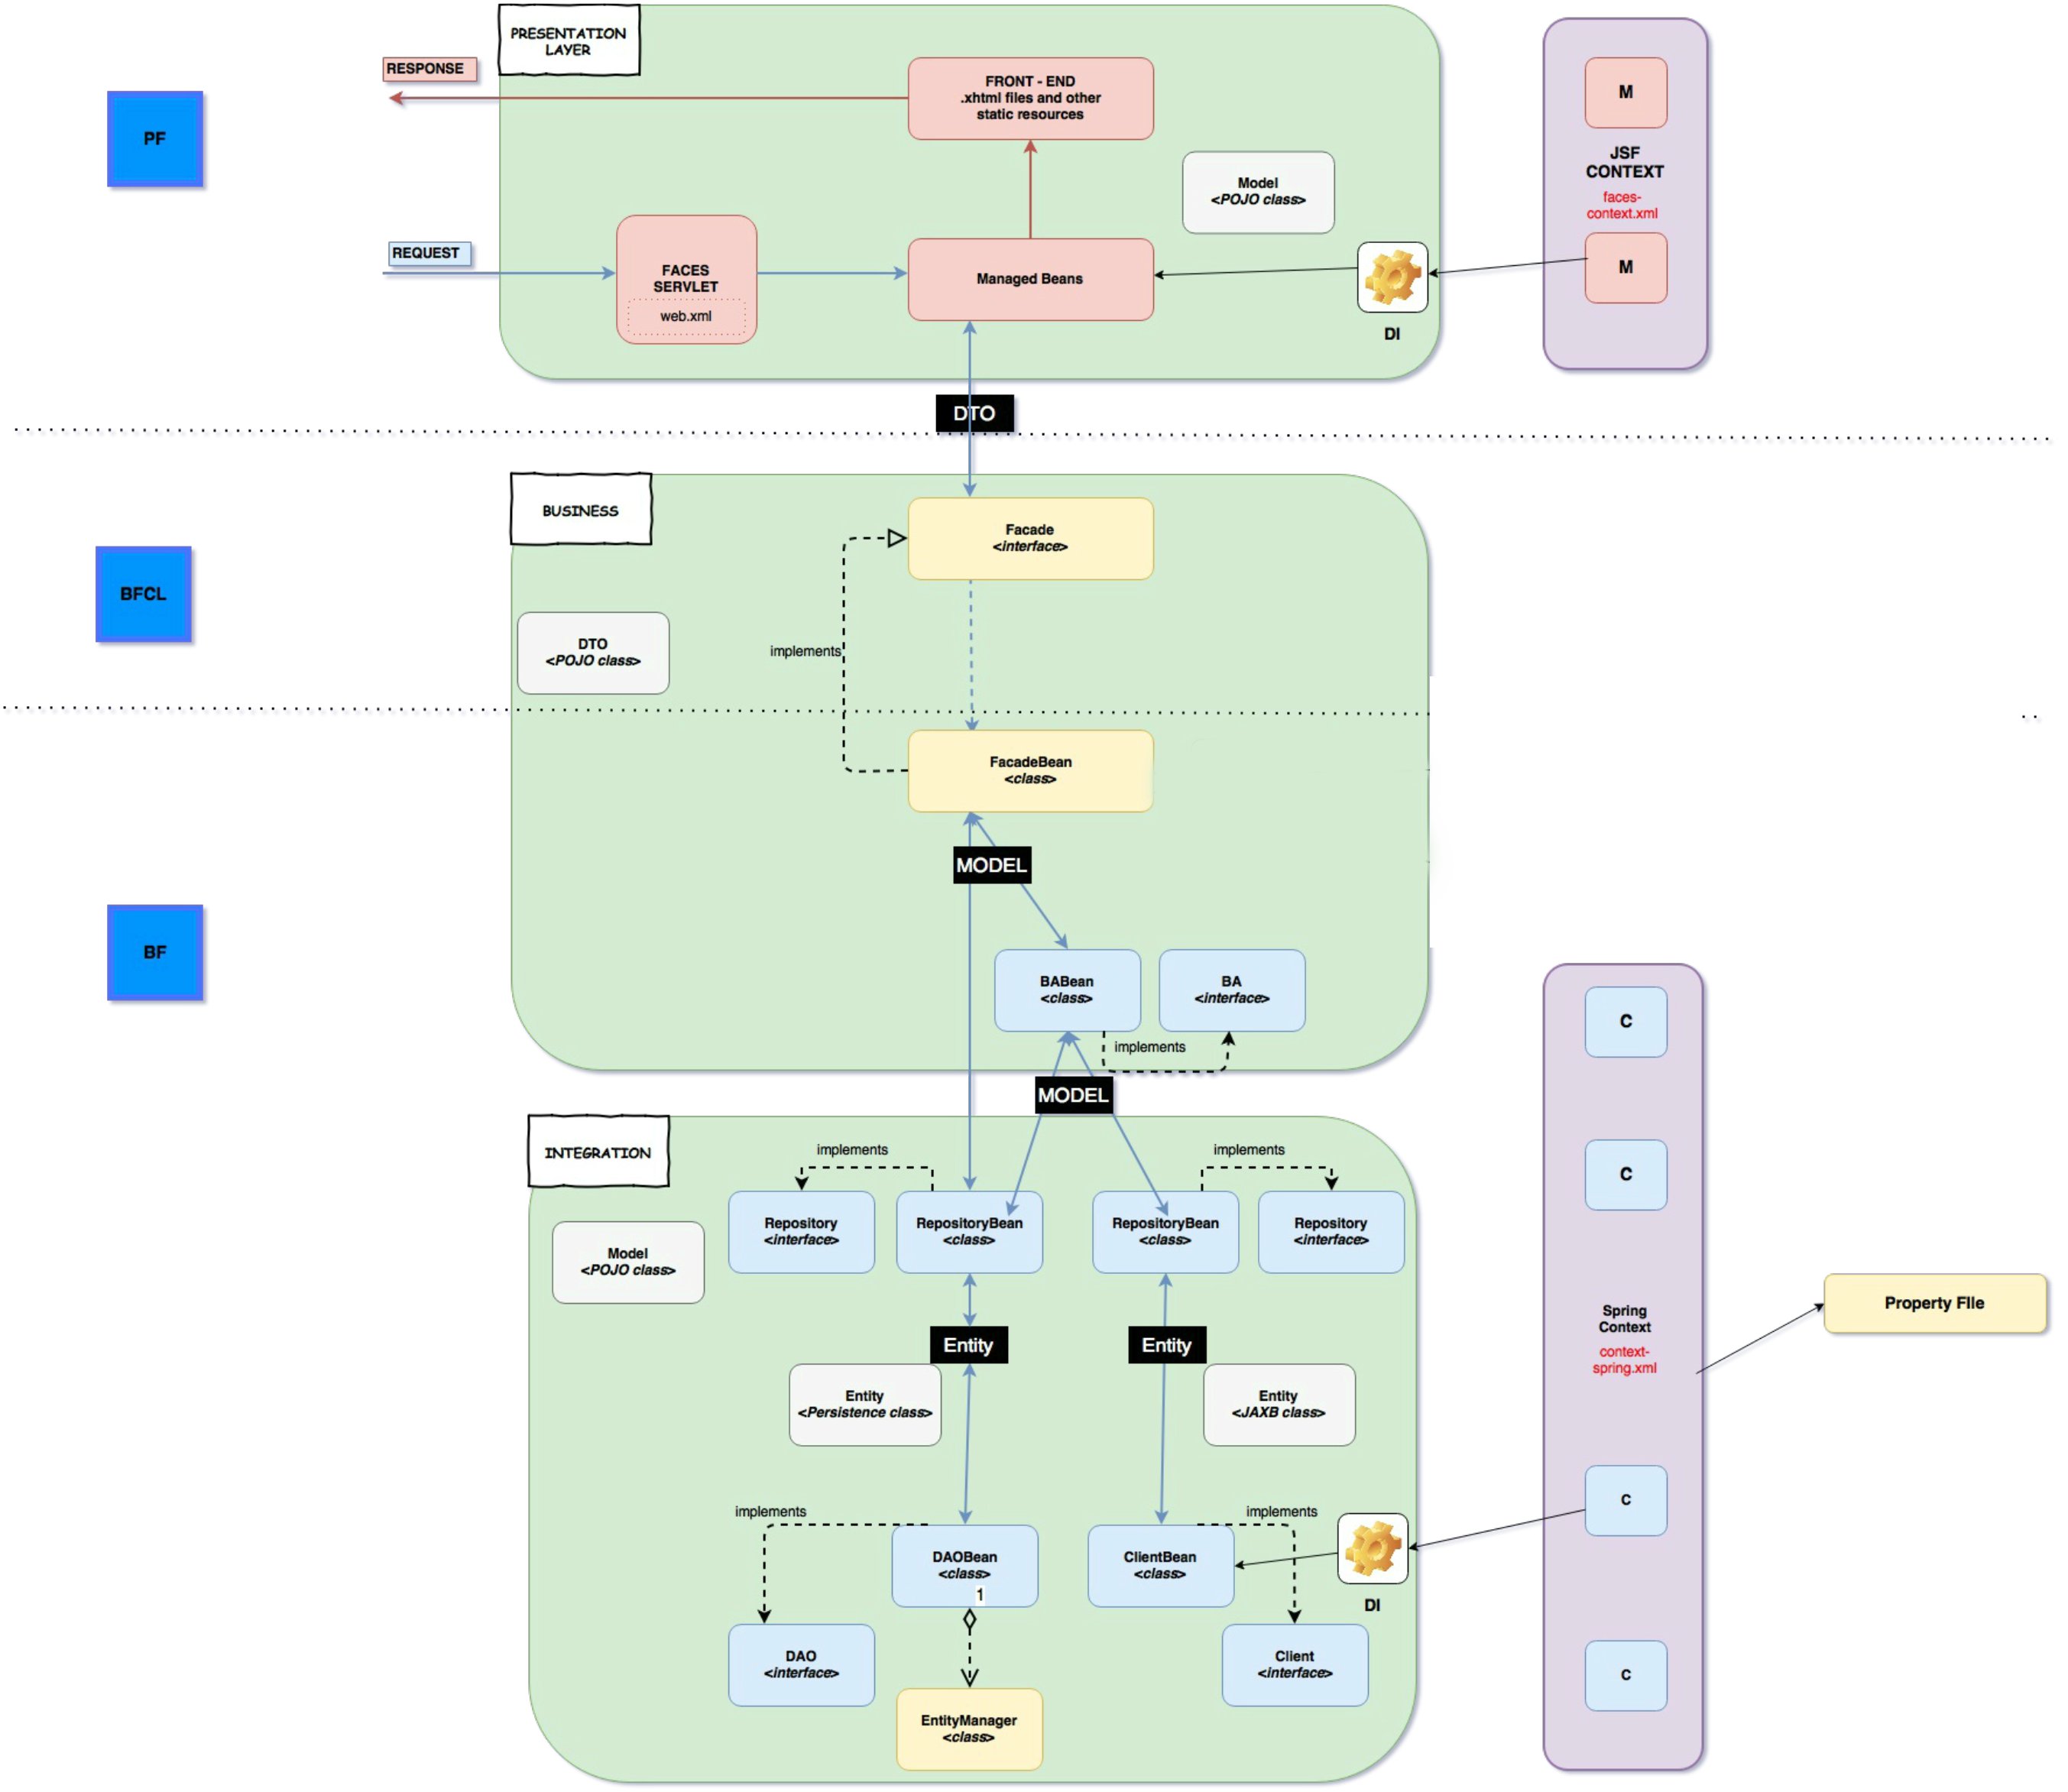 PRESENTATION
LAYER
RESPONSE
FRONT - END
.xhtml files and other
static resources
M
PF
JSF
CONTEXT
faces-
context.xml
Model
<POJO class>
REQUEST
FACES
SERVLET
web.xml
Managed Beans
M
DI
DTO
BUSINESS
Facade
<interface>
BFCL
DTO
<POJO class>
implements
FacadeBean
<class>
MODEL
BF
BABean
<class>
BA
<interface>
implements
C
MODEL
INTEGRATION
implements
implements
C
Repository
<interface>
RepositoryBean
<class>
RepositoryBean
<class>
Repository
<interface>
Model
<POJO class>
Spring
Context
context-
spring.xml
Property FIle
Entity
Entity
Entity
<Persistence class>
Entity
<JAXB class>
implements
implements
C
DAOBean
<class>
1
ClientBean
<class>
DI
DAO
<interface>
Client
<interface>
C
EntityManager
<class>